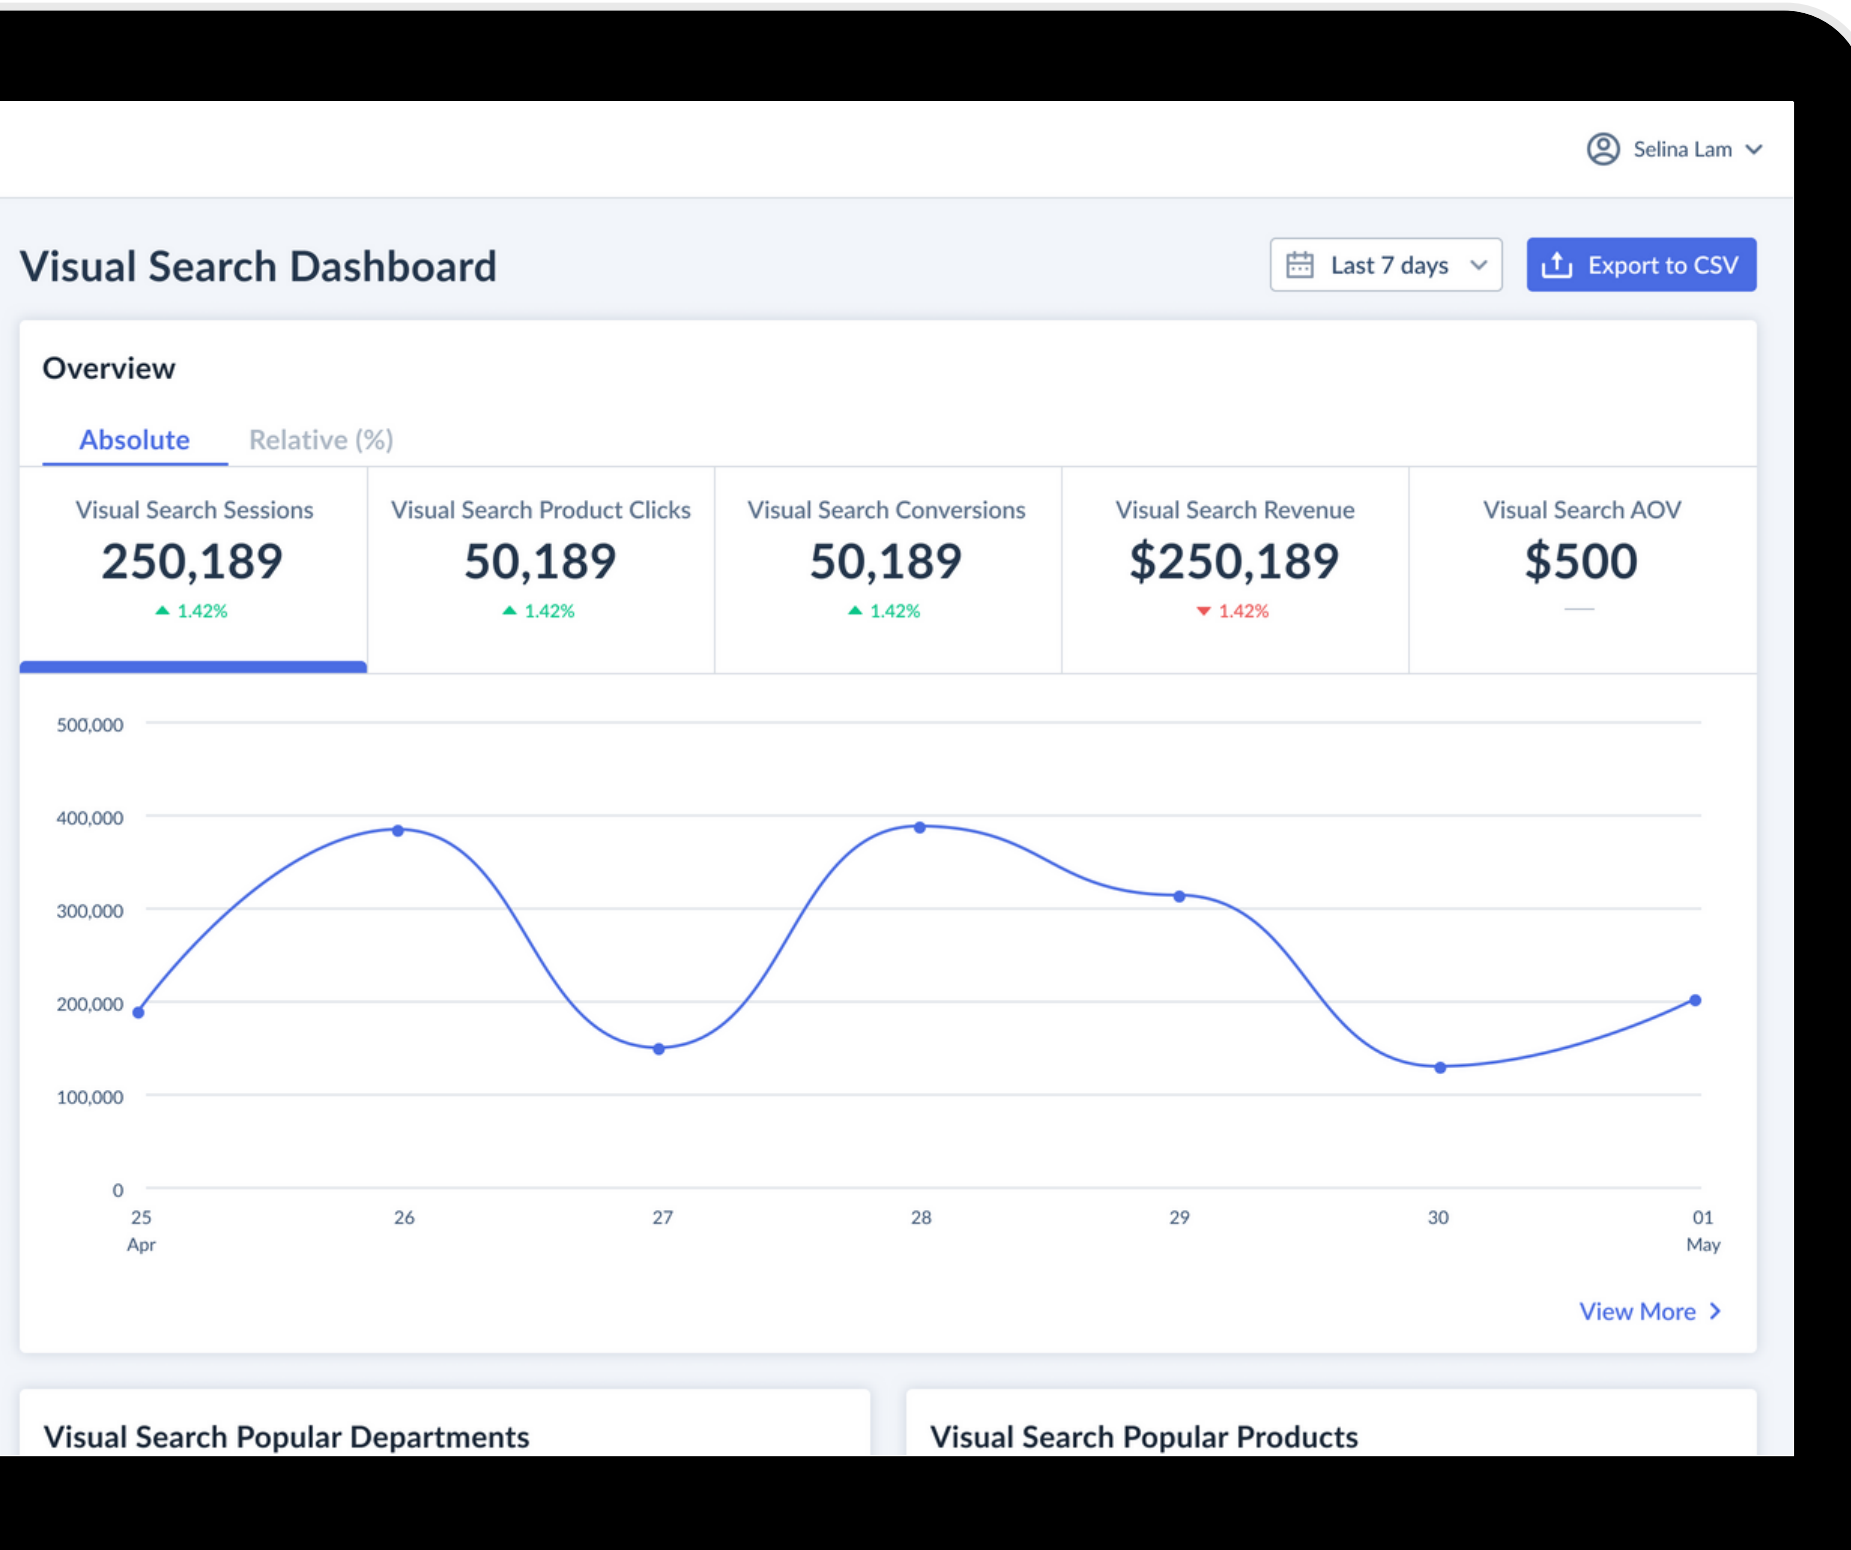 Selina Lam
Visual Search Dashboard
Last 7 days
Export to CSV
Overview
Absolute Relative (%)
Visual Search Sessions
250,189
1.42%
Visual Search Product Clicks
50,189
1.42%
Visual Search Conversions
50,189
1.42%
Visual Search Revenue
$250,189
1.42%
Visual Search AOV
$500
500,000
400,000
300,000
200,000
100,000
0
25 26 27 28 29 30 01
Apr May
View More
Visual Search Popular Departments
Visual Search Popular Products